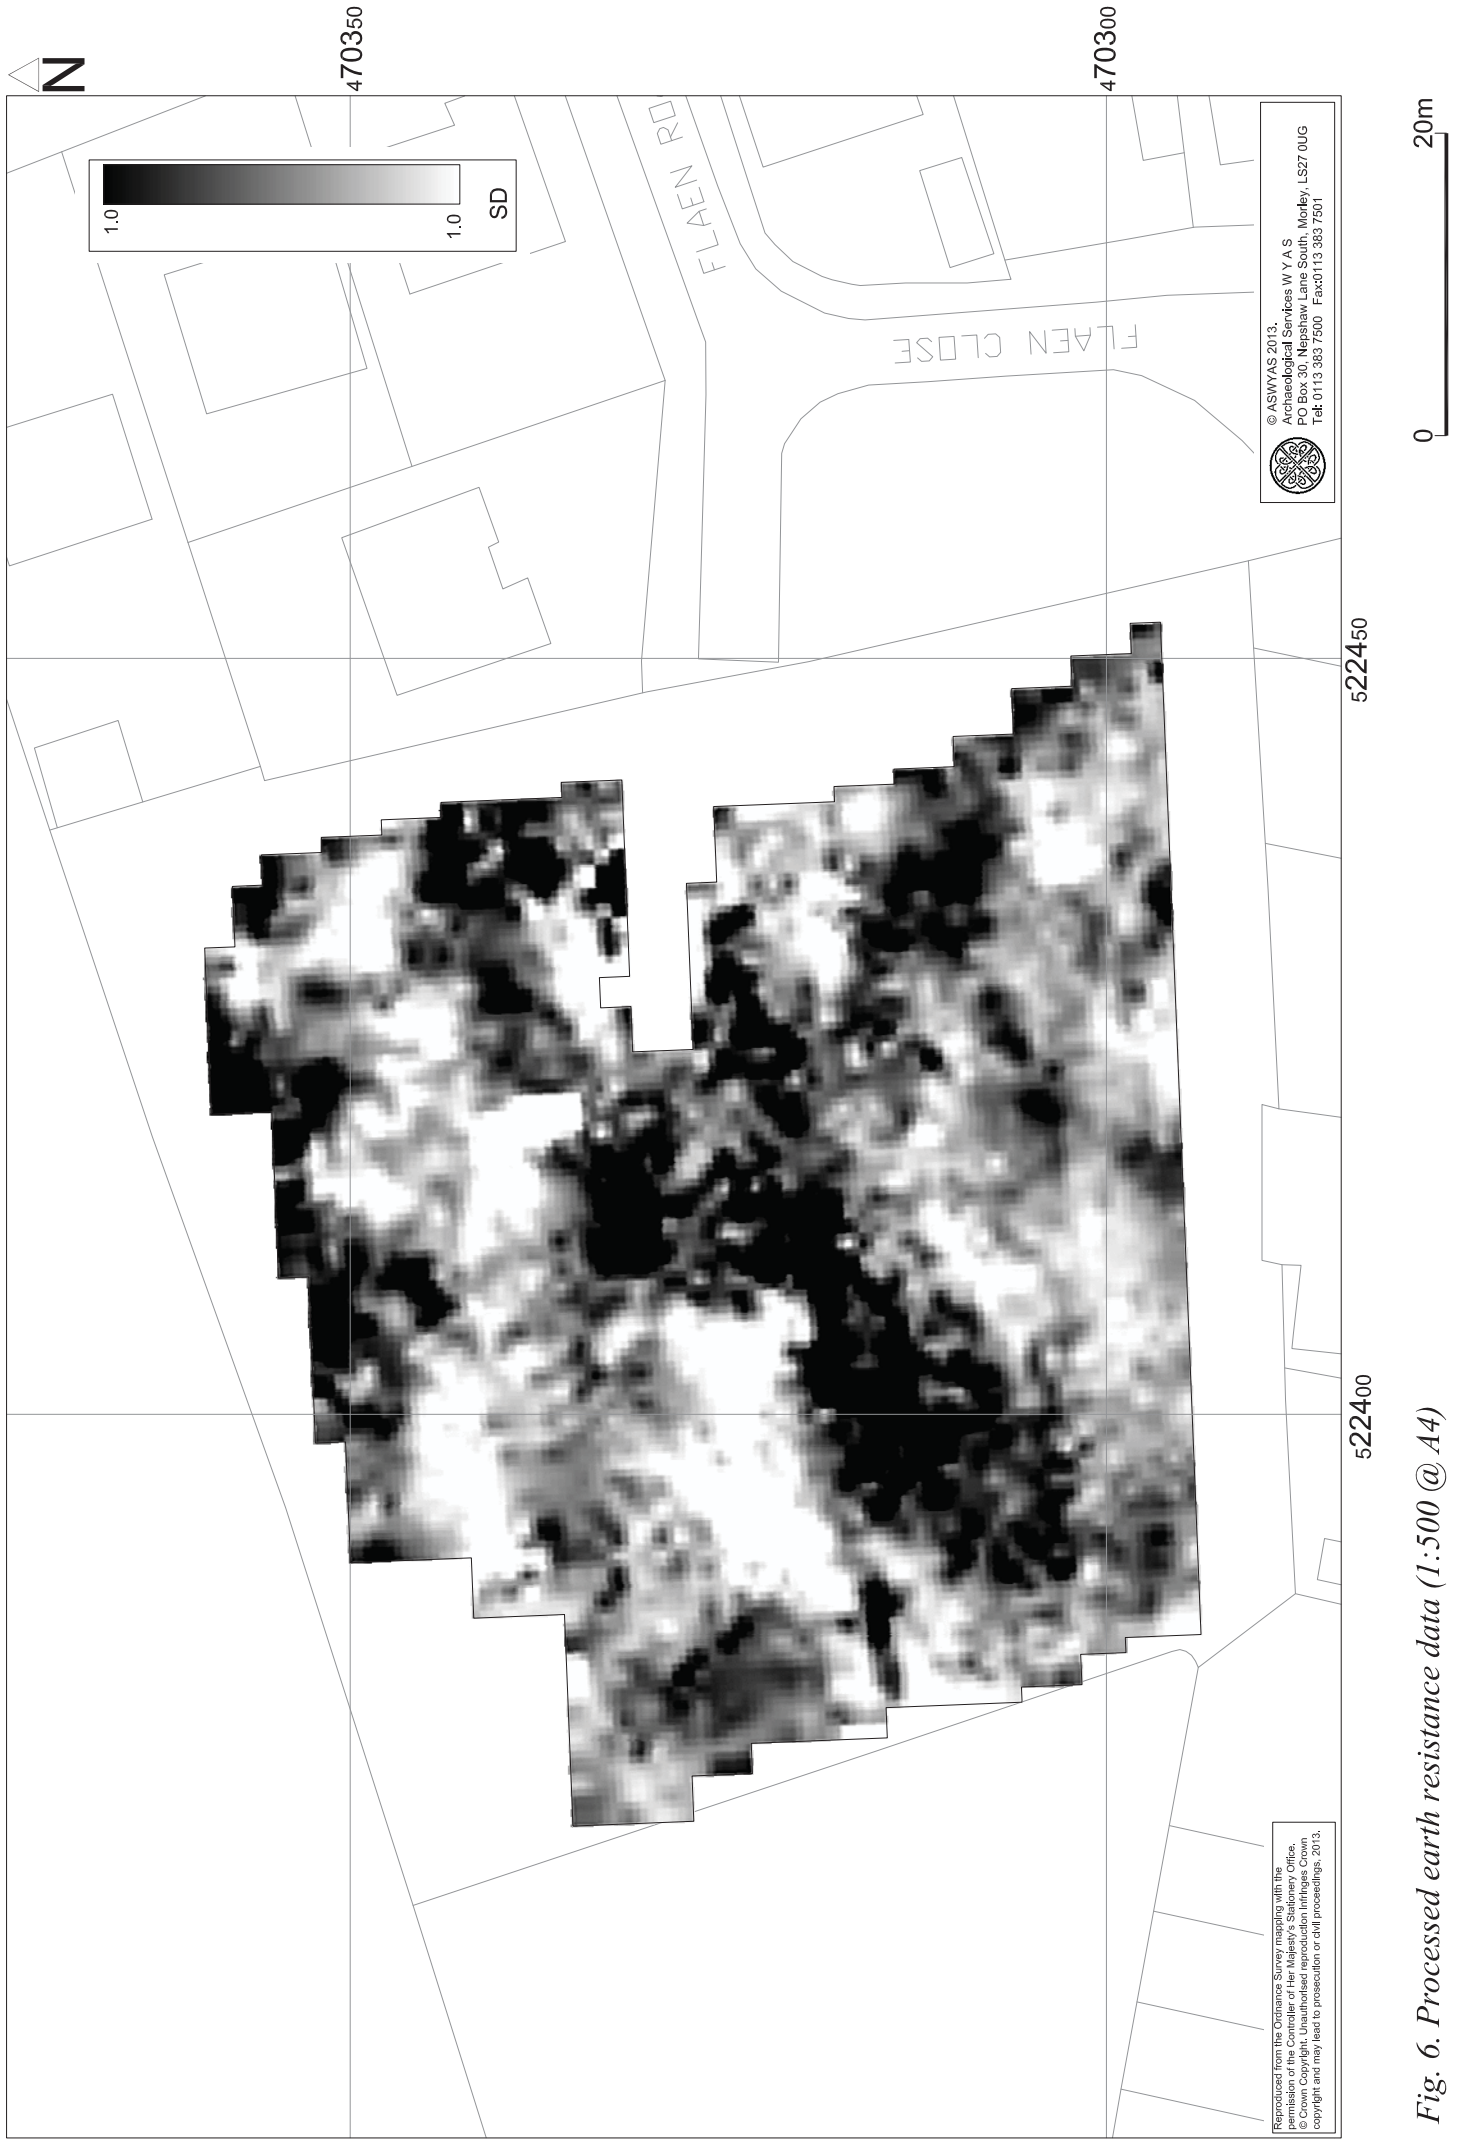 N
470350
470300
1.0
1.0
SD
FLAEN RO
FLAEN CLOSE
© ASWYAS 2013.
Archaeological Services W Y A S
PO Box 30, Nepshaw Lane South, Morley, LS27 0UG
Tel: 0113 383 7500 Fax:0113 383 7501
0
20m
522450
522400
Reproduced from the Ordnance Survey mapping with the
permission of the Controller of Her Majesty's Stationery Office.
© Crown Copyright. Unauthorised reproduction infringes Crown
copyright and may lead to prosecution or civil proceedings, 2013.
Fig. 6. Processed earth resistance data (1:500 @ A4)